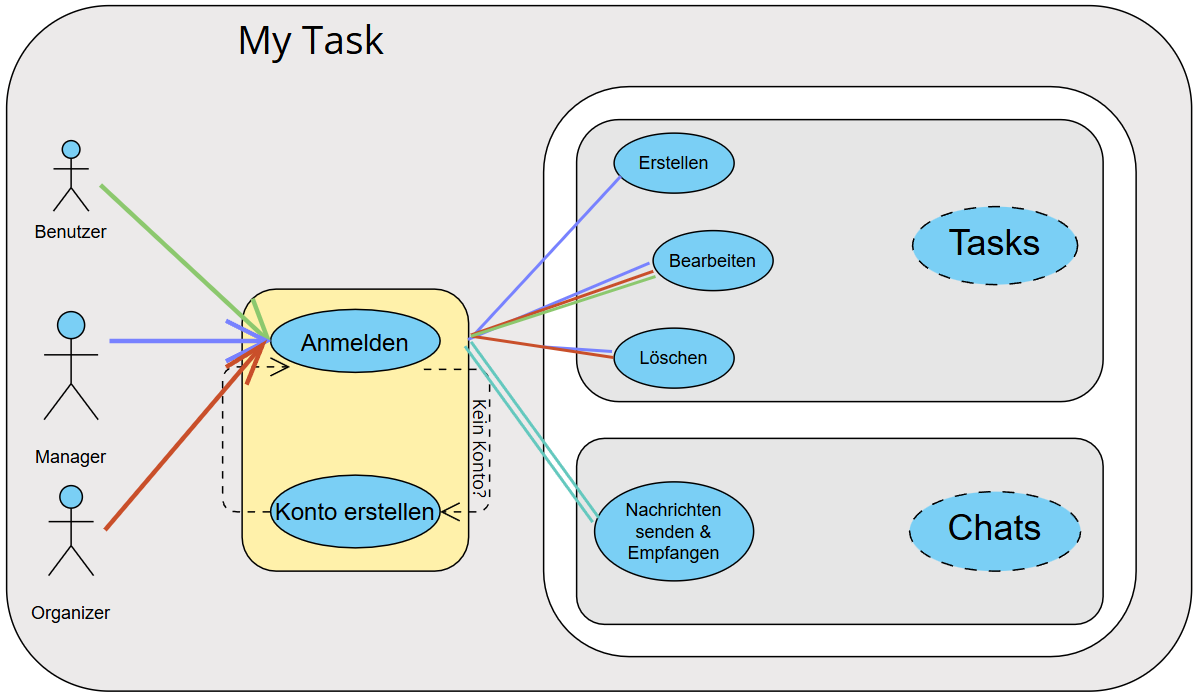 My Task
Benutzer
Manager
Organizer
Anmelden
Kein Konto?
Konto erstellen
Erstellen
Bearbeiten
Löschen
Tasks
Nachrichten
senden &
Empfangen
Chats